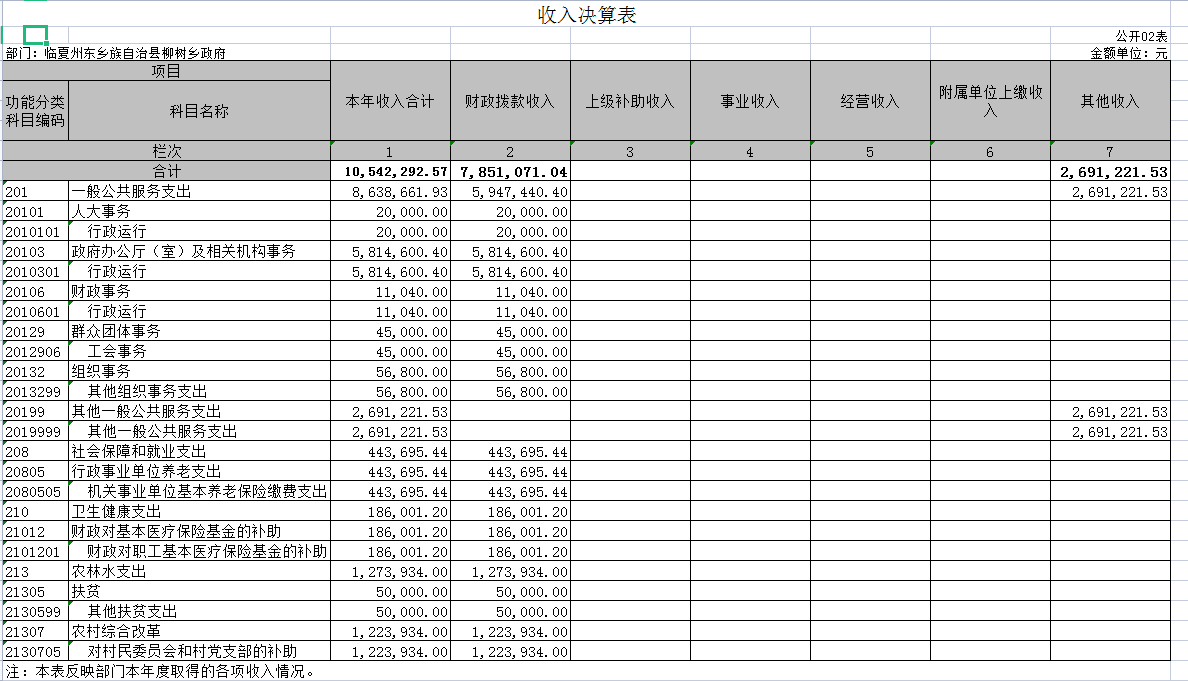 收入决算表
公开02表
部门：临夏州东乡族自治县柳树乡政府 金额单位：元
项目 本年收入合计 财政拨款收入 上级补助收入 事业收入 经营收入 附属单位上缴收入 其他收入
功能分类科目编码 科目名称
栏次 1 2 3 4 5 6 7
合计 10,542,292.57 7,851,071.04 2,691,221.53
201 一般公共服务支出 8,638,661.93 5,947,440.40 2,691,221.53
20101 人大事务 20,000.00 20,000.00
2010101 行政运行 20,000.00 20,000.00
20103 政府办公厅（室）及相关机构事务 5,814,600.40 5,814,600.40
2010301 行政运行 5,814,600.40 5,814,600.40
20106 财政事务 11,040.00 11,040.00
2010601 行政运行 11,040.00 11,040.00
20129 群众团体事务 45,000.00 45,000.00
2012906 工会事务 45,000.00 45,000.00
20132 组织事务 56,800.00 56,800.00
2013299 其他组织事务支出 56,800.00 56,800.00
20199 其他一般公共服务支出 2,691,221.53 2,691,221.53
2019999 其他一般公共服务支出 2,691,221.53 2,691,221.53
208 社会保障和就业支出 443,695.44 443,695.44
20805 行政事业单位养老支出 443,695.44 443,695.44
2080505 机关事业单位基本养老保险缴费支出 443,695.44 443,695.44
210 卫生健康支出 186,001.20 186,001.20
21012 财政对基本医疗保险基金的补助 186,001.20 186,001.20
2101201 财政对职工基本医疗保险基金的补助 186,001.20 186,001.20
213 农林水支出 1,273,934.00 1,273,934.00
21305 扶贫 50,000.00 50,000.00
2130599 其他扶贫支出 50,000.00 50,000.00
21307 农村综合改革 1,223,934.00 1,223,934.00
2130705 对村民委员会和村党支部的补助 1,223,934.00 1,223,934.00
注：本表反映部门本年度取得的各项收入情况。